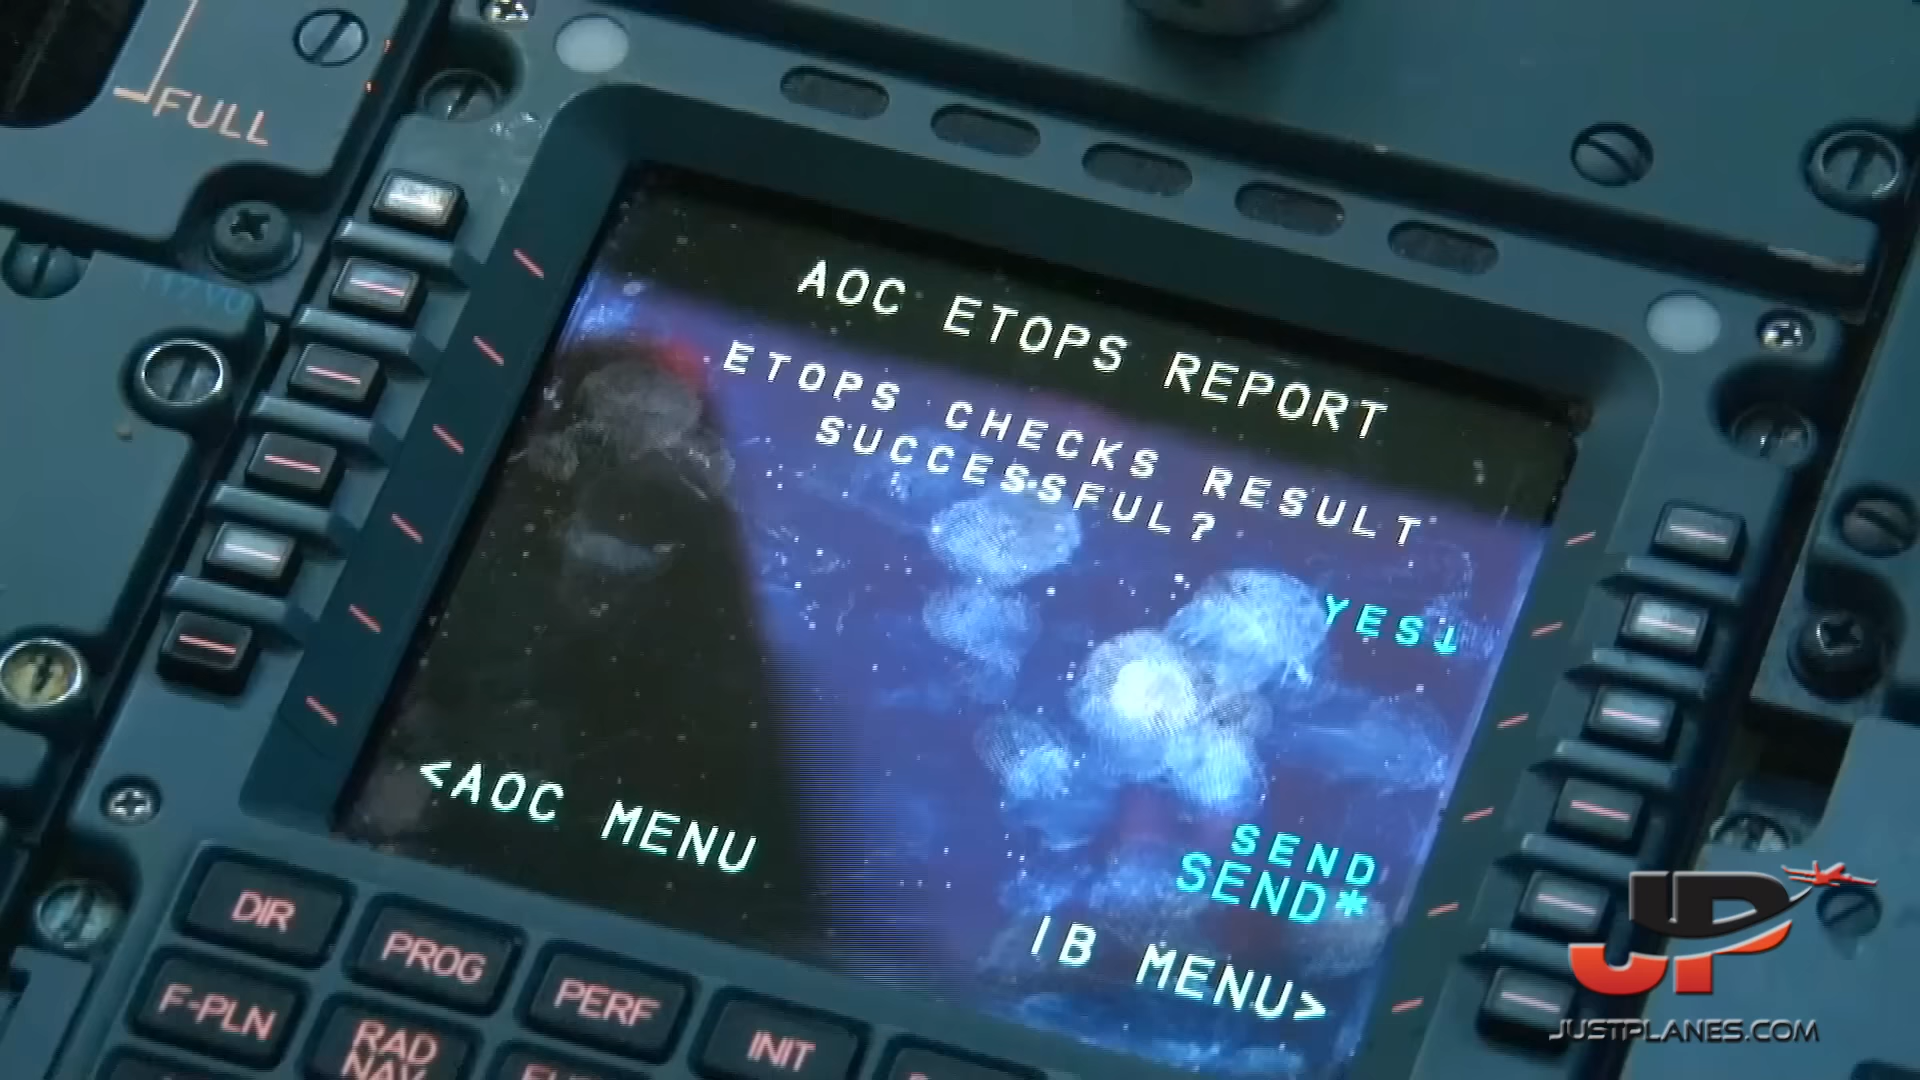 FULL
AOC ETOPS REPORT
ETOPS CHECKS RESULT
SUCCESSFUL?
YES↓
<AOC MENU
SEND
SEND*
IB MENU>
DIR
PROG
PERF
INIT
F-PLN
RAD
NAV
JP
JUSTPLANES.COM